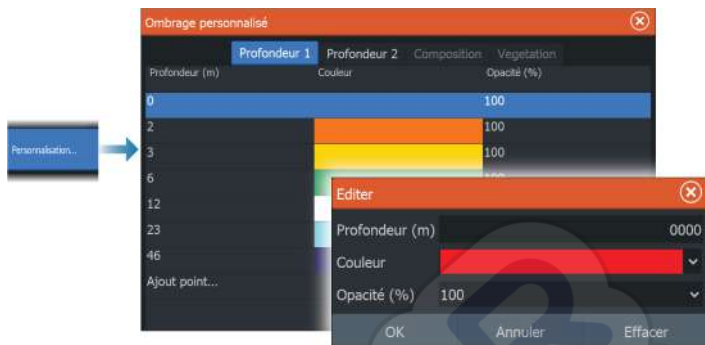 Ombrage personnalisé
Profondeur 1 Profondeur 2 Composition Vegetation
Profondeur (m) Couleur Opacité (%)
0 100
2 100
3 100
6
12
23
46
Ajout point...
Personnalisation...
Editer
Profondeur (m) 0000
Couleur
Opacité (%) 100
OK Annuler Effacer